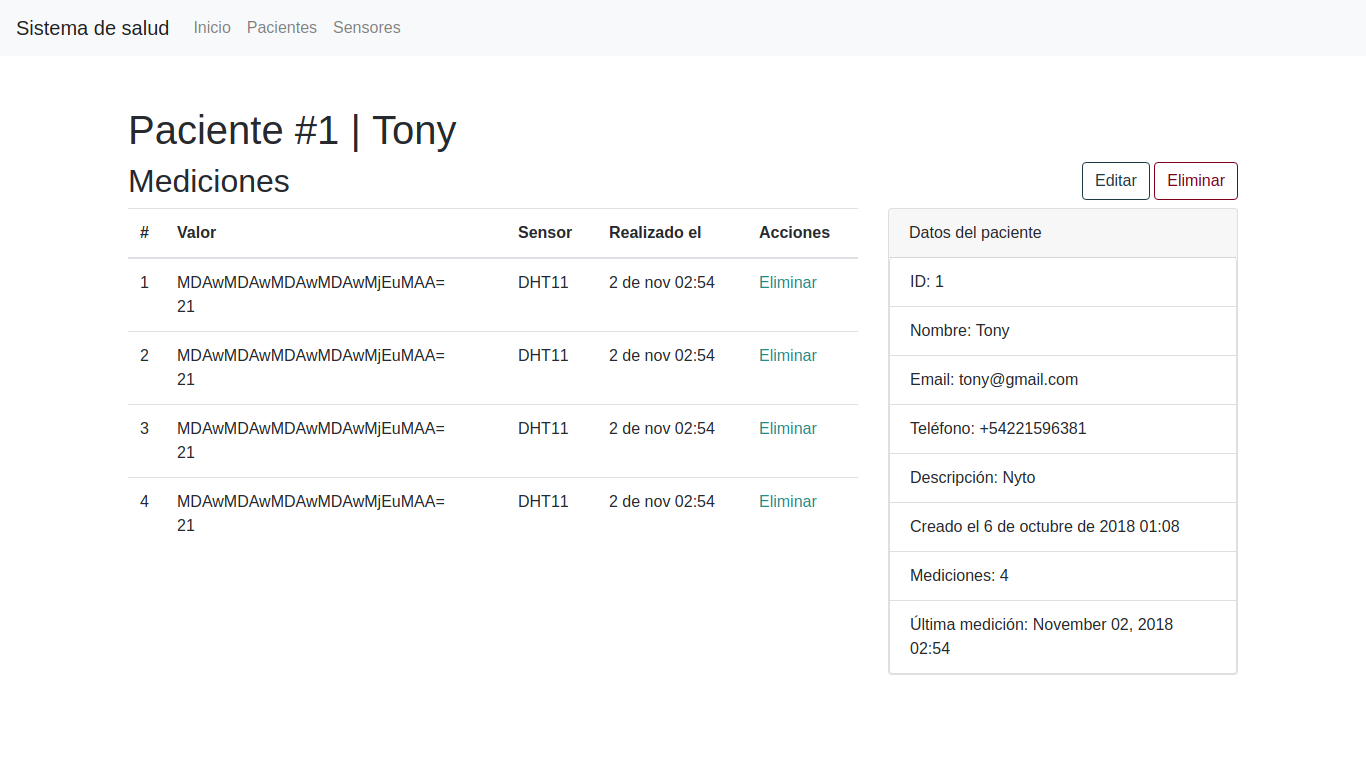 Sistema de salud Inicio Pacientes Sensores
Paciente #1 | Tony
Mediciones
Editar Eliminar
# Valor Sensor Realizado el Acciones
1 MDAwMDAwMDAwMDAwMjEuMAA= DHT11 2 de nov 02:54 Eliminar
21
2 MDAwMDAwMDAwMDAwMjEuMAA= DHT11 2 de nov 02:54 Eliminar
21
3 MDAwMDAwMDAwMDAwMjEuMAA= DHT11 2 de nov 02:54 Eliminar
21
4 MDAwMDAwMDAwMDAwMjEuMAA= DHT11 2 de nov 02:54 Eliminar
21
Datos del paciente
ID: 1
Nombre: Tony
Email: tony@gmail.com
Teléfono: +54221596381
Descripción: Nyto
Creado el 6 de octubre de 2018 01:08
Mediciones: 4
Última medición: November 02, 2018
02:54